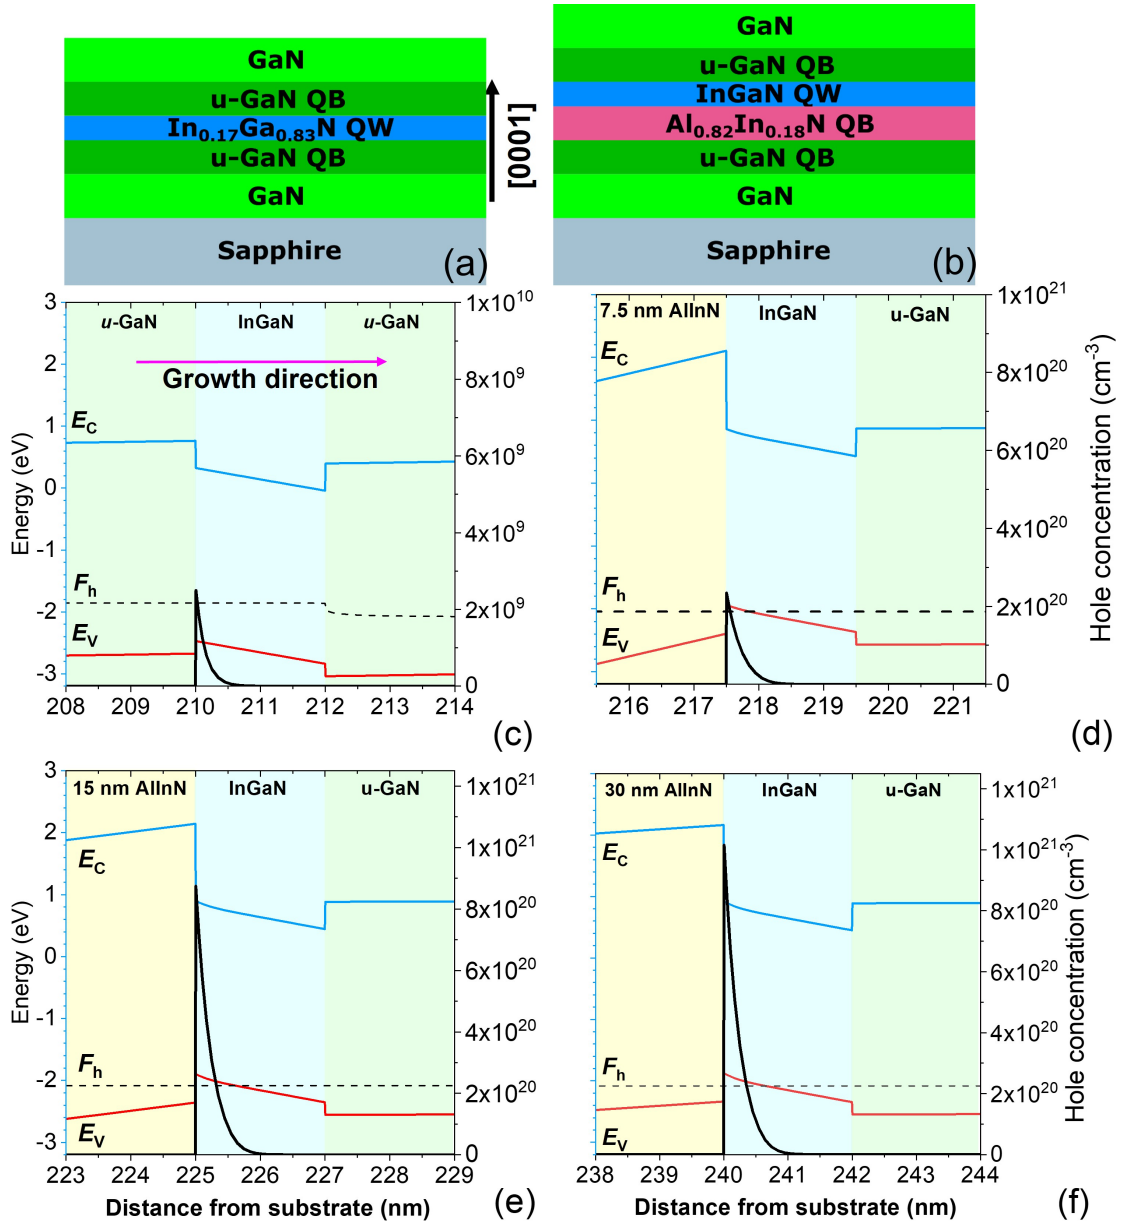 GaN
u-GaN QB
In0.17Ga0.83N QW
u-GaN QB
GaN
Sapphire
(a)
[0001]
GaN
u-GaN QB
InGaN QW
Al0.82In0.18N QB
u-GaN QB
GaN
Sapphire
(b)
3
2
1
0
-1
-2
-3
Energy (eV)
u-GaN
InGaN
u-GaN
Growth direction
EC
Fh
EV
1x10^10
8x10^9
6x10^9
4x10^9
2x10^9
0
208 209 210 211 212 213 214
(c)
7.5 nm AlInN
InGaN
u-GaN
EC
Fh
EV
1x10^21
8x10^20
6x10^20
4x10^20
2x10^20
0
Hole concentration (cm^-3)
216 217 218 219 220 221
(d)
3
2
1
0
-1
-2
-3
Energy (eV)
15 nm AlInN
InGaN
u-GaN
EC
Fh
EV
1x10^21
1x10^21
8x10^20
6x10^20
4x10^20
2x10^20
0
223 224 225 226 227 228 229
Distance from substrate (nm)
(e)
30 nm AlInN
InGaN
u-GaN
EC
Fh
EV
1x10^21
1x10^21
8x10^20
6x10^20
4x10^20
2x10^20
0
Hole concentration (cm^-3)
238 239 240 241 242 243 244
Distance from substrate (nm)
(f)